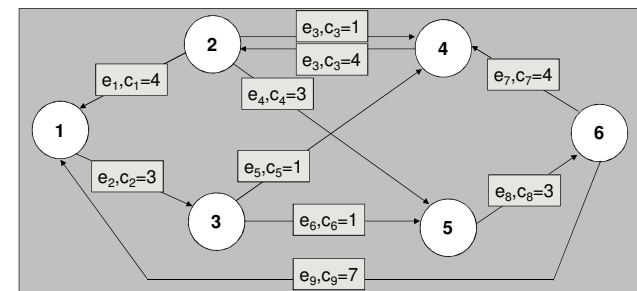 e3,c3=1
2
4
e3,c3=4
e1,c1=4
e7,c7=4
e4,c4=3
1
6
e5,c5=1
e2,c2=3
e8,c8=3
3
e6,c6=1
5
e9,c9=7